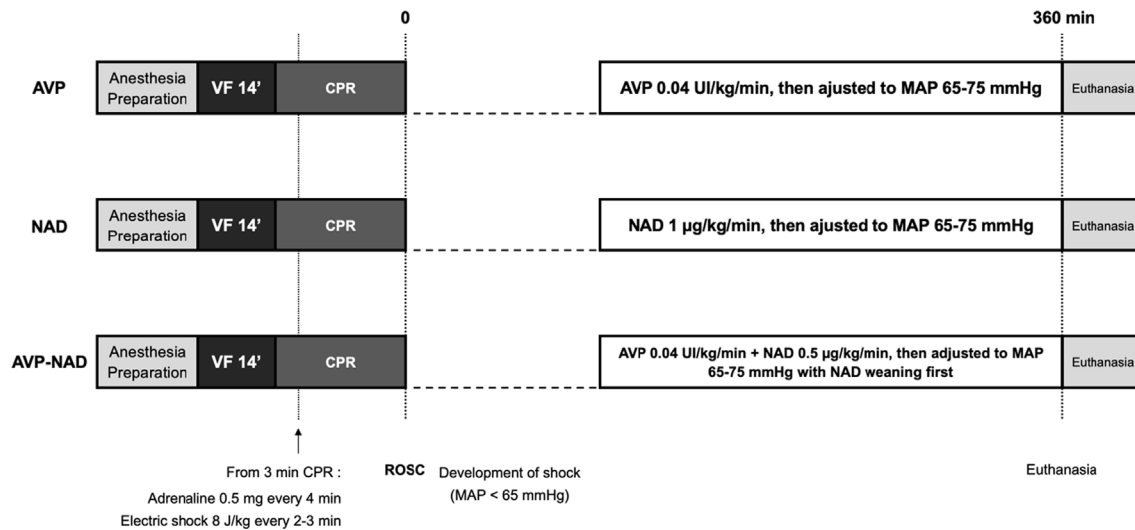 0
360 min
AVP
Anesthesia
Preparation
VF 14’
CPR
AVP 0.04 UI/kg/min, then ajusted to MAP 65-75 mmHg
Euthanasia
NAD
Anesthesia
Preparation
VF 14’
CPR
NAD 1 µg/kg/min, then ajusted to MAP 65-75 mmHg
Euthanasia
AVP-NAD
Anesthesia
Preparation
VF 14’
CPR
AVP 0.04 UI/kg/min + NAD 0.5 µg/kg/min, then adjusted to MAP
65-75 mmHg with NAD weaning first
Euthanasia
From 3 min CPR :
Adrenaline 0.5 mg every 4 min
Electric shock 8 J/kg every 2-3 min
ROSC
Development of shock
(MAP < 65 mmHg)
Euthanasia